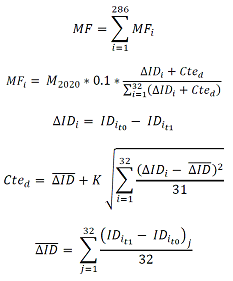 MF = \sum_{i=1}^{286} MF_i
MF_i = M_{2020} * 0.1 * \frac{\Delta ID_i + Cte_d}{\sum_{i=1}^{32} (\Delta ID_i + Cte_d)}
\Delta ID_i = ID_{i_{t0}} - ID_{i_{t1}}
Cte_d = \overline{\Delta ID} + K \sqrt{\sum_{i=1}^{32} \frac{(\Delta ID_i - \overline{\Delta ID})^2}{31}}
\overline{\Delta ID} = \sum_{j=1}^{32} \frac{(ID_{i_{t1}} - ID_{i_{t0}})_j}{32}